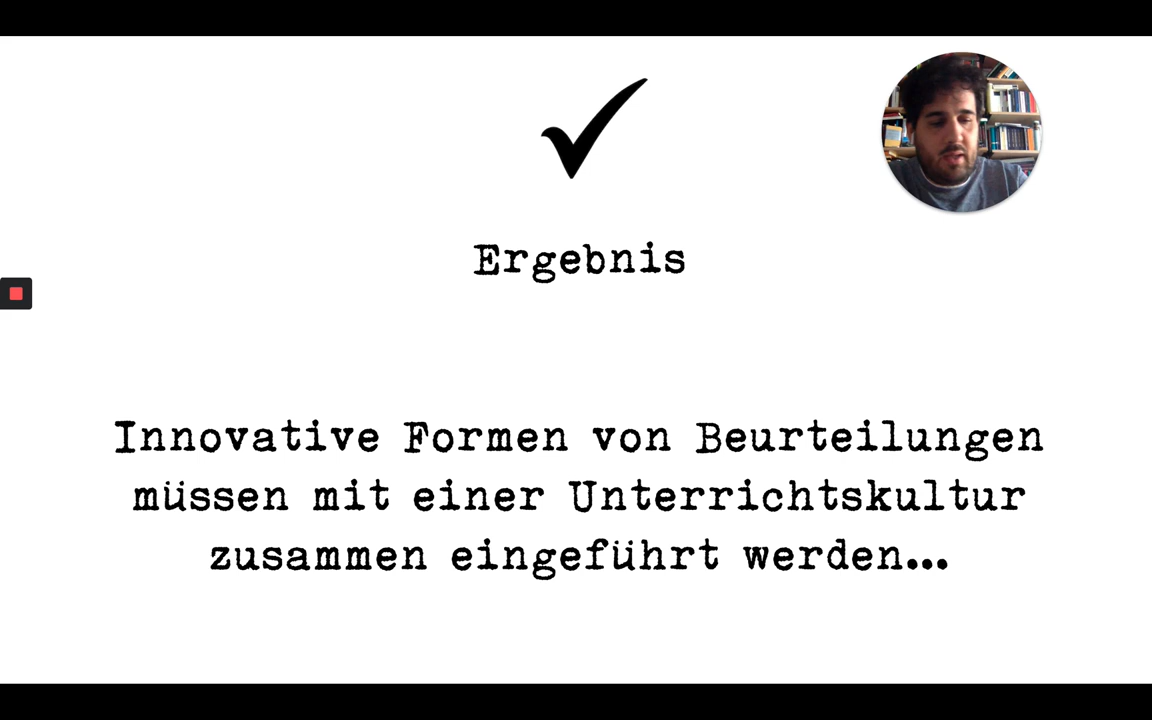 Ergebnis
Innovative Formen von Beurteilungen
müssen mit einer Unterrichtskultur
zusammen eingeführt werden...